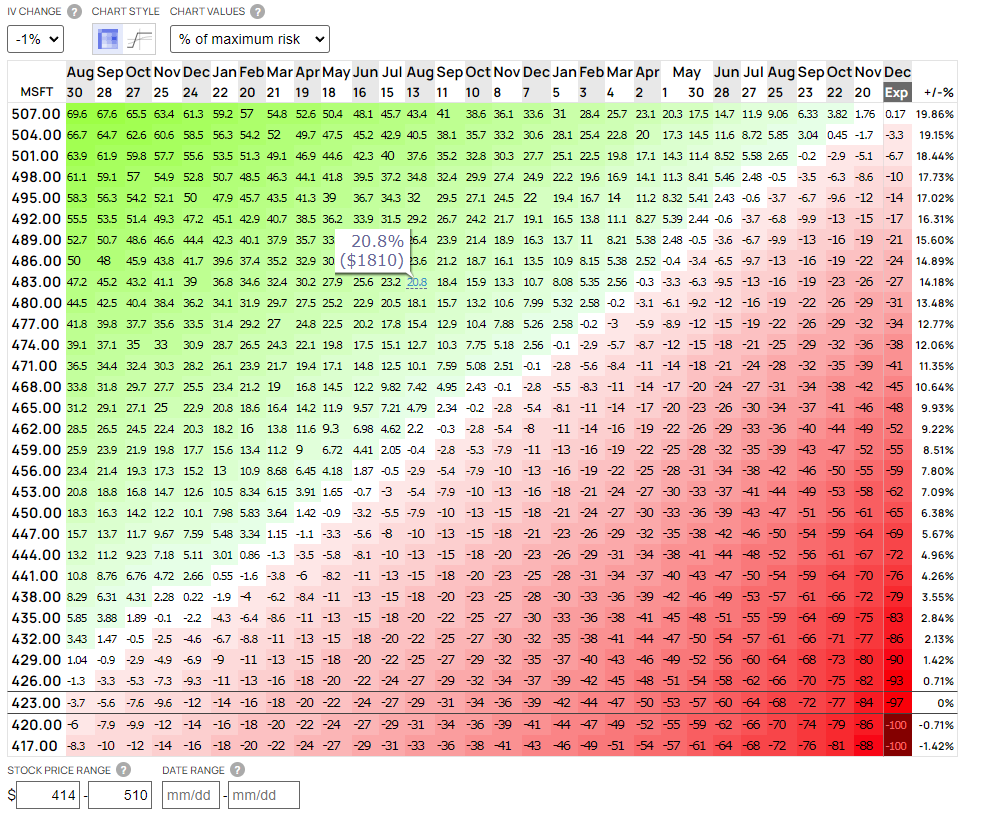 IV CHANGE ? CHART STYLE CHART VALUES ?
-1% % of maximum risk
Aug Sep Oct Nov Dec Jan Feb Mar Apr May Jun Jul Aug Sep Oct Nov Dec Jan Feb Mar Apr May Jun Jul Aug Sep Oct Nov Dec
MSFT 30 28 27 25 24 22 20 21 19 18 16 15 13 11 10 8 7 5 3 4 2 1 30 28 27 25 23 22 20 Exp +/-%
507.00 69.6 67.6 65.5 63.4 61.3 59.2 57 54.8 52.6 50.4 48.1 45.7 43.4 41 38.6 36.1 33.6 31 28.4 25.7 23.1 20.3 17.5 14.7 11.9 9.06 6.33 3.82 1.76 0.17 19.86%
504.00 66.7 64.7 62.6 60.6 58.5 56.3 54.2 52 49.7 47.5 45.2 42.9 40.5 38.1 35.7 33.2 30.6 28.1 25.4 22.8 20 17.3 14.5 11.6 8.72 5.85 3.04 0.45 -1.7 -3.3 19.15%
501.00 63.9 61.9 59.8 57.7 55.6 53.5 51.3 49.1 46.9 44.6 42.3 40 37.6 35.2 32.8 30.3 27.7 25.1 22.5 19.8 17.1 14.3 11.4 8.52 5.58 2.65 -0.2 -2.9 -5.1 -6.7 18.44%
498.00 61.1 59.1 57 54.9 52.8 50.7 48.5 46.3 44.1 41.8 39.5 37.2 34.8 32.4 29.9 27.4 24.9 22.2 19.6 16.9 14.1 11.3 8.41 5.46 2.48 -0.5 -3.5 -6.3 -8.6 -10 17.73%
495.00 58.3 56.3 54.2 52.1 50 47.9 45.7 43.5 41.3 39 36.7 34.3 32 29.5 27.1 24.5 22 19.4 16.7 14 11.2 8.32 5.41 2.43 -0.6 -3.7 -6.7 -9.6 -12 -14 17.02%
492.00 55.5 53.5 51.4 49.3 47.2 45.1 42.9 40.7 38.5 36.2 33.9 31.5 29.2 26.7 24.2 21.7 19.1 16.5 13.8 11.1 8.27 5.39 2.44 -0.6 -3.7 -6.8 -9.9 -13 -15 -17 16.31%
489.00 52.7 50.7 48.6 46.6 44.4 42.3 40.1 37.9 35.7 33 26.4 23.9 21.4 18.9 16.3 13.7 11 8.21 5.38 2.48 -0.5 -3.6 -6.7 -9.9 -13 -16 -19 -21 15.60%
20.8%
($1810)
486.00 50 48 45.9 43.8 41.7 39.6 37.4 35.2 32.9 30 23.6 21.2 18.7 16.1 13.5 10.9 8.15 5.38 2.52 -0.4 -3.4 -6.5 -9.7 -13 -16 -19 -22 -24 14.89%
483.00 47.2 45.2 43.2 41.1 39 36.8 34.6 32.4 30.2 27.9 25.6 23.2 20.8 18.4 15.9 13.3 10.7 8.08 5.35 2.56 -0.3 -3.3 -6.3 -9.5 -13 -16 -19 -23 -26 -27 14.18%
480.00 44.5 42.5 40.4 38.4 36.2 34.1 31.9 29.7 27.5 25.2 22.9 20.5 18.1 15.7 13.2 10.6 7.99 5.32 2.58 -0.2 -3.1 -6.1 -9.2 -12 -16 -19 -22 -26 -29 -31 13.48%
477.00 41.8 39.8 37.7 35.6 33.5 31.4 29.2 27 24.8 22.5 20.2 17.8 15.4 12.9 10.4 7.88 5.26 2.58 -0.2 -3 -5.9 -8.9 -12 -15 -19 -22 -26 -29 -32 -34 12.77%
474.00 39.1 37.1 35 33 30.9 28.7 26.5 24.3 22.1 19.8 17.5 15.1 12.7 10.3 7.75 5.18 2.56 -0.1 -2.9 -5.7 -8.7 -12 -15 -18 -21 -25 -29 -32 -36 -38 12.06%
471.00 36.5 34.4 32.4 30.3 28.2 26.1 23.9 21.7 19.4 17.1 14.8 12.5 10.1 7.59 5.08 2.51 -0.1 -2.8 -5.6 -8.4 -11 -14 -18 -21 -24 -28 -32 -35 -39 -41 11.35%
468.00 33.8 31.8 29.7 27.7 25.5 23.4 21.2 19 16.8 14.5 12.2 9.82 7.42 4.95 2.43 -0.1 -2.8 -5.5 -8.3 -11 -14 -17 -20 -24 -27 -31 -34 -38 -42 -45 10.64%
465.00 31.2 29.1 27.1 25 22.9 20.8 18.6 16.4 14.2 11.9 9.57 7.21 4.79 2.34 -0.2 -2.8 -5.4 -8.1 -11 -14 -17 -20 -23 -26 -30 -34 -37 -41 -46 -48 9.93%
462.00 28.5 26.5 24.5 22.4 20.3 18.2 16 13.8 11.6 9.3 6.98 4.62 2.2 -0.3 -2.8 -5.4 -8 -11 -14 -16 -19 -22 -26 -29 -33 -36 -40 -44 -49 -52 9.22%
459.00 25.9 23.9 21.9 19.8 17.7 15.6 13.4 11.2 9 6.72 4.41 2.05 -0.4 -2.8 -5.3 -7.9 -11 -13 -16 -19 -22 -25 -28 -32 -35 -39 -43 -47 -52 -55 8.51%
456.00 23.4 21.4 19.3 17.3 15.2 13 10.9 8.68 6.45 4.18 1.87 -0.5 -2.9 -5.4 -7.9 -10 -13 -16 -19 -22 -25 -28 -31 -34 -38 -42 -46 -50 -55 -59 7.80%
453.00 20.8 18.8 16.8 14.7 12.6 10.5 8.34 6.15 3.91 1.65 -0.7 -3 -5.4 -7.9 -10 -13 -16 -18 -21 -24 -27 -30 -33 -37 -41 -44 -49 -53 -58 -62 7.09%
450.00 18.3 16.3 14.2 12.2 10.1 7.98 5.83 3.64 1.42 -0.9 -3.2 -5.5 -7.9 -10 -13 -15 -18 -21 -24 -27 -30 -33 -36 -39 -43 -47 -51 -56 -61 -65 6.38%
447.00 15.7 13.7 11.7 9.67 7.59 5.48 3.34 1.15 -1.1 -3.3 -5.6 -8 -10 -13 -15 -18 -21 -23 -26 -29 -32 -35 -38 -42 -46 -50 -54 -59 -64 -69 5.67%
444.00 13.2 11.2 9.23 7.18 5.11 3.01 0.86 -1.3 -3.5 -5.8 -8.1 -10 -13 -15 -18 -20 -23 -26 -29 -31 -34 -38 -41 -44 -48 -52 -56 -61 -67 -72 4.96%
441.00 10.8 8.76 6.76 4.72 2.66 0.55 -1.6 -3.8 -6 -8.2 -11 -13 -15 -18 -20 -23 -25 -28 -31 -34 -37 -40 -43 -47 -50 -54 -59 -64 -70 -76 4.26%
438.00 8.29 6.31 4.31 2.28 0.22 -1.9 -4 -6.2 -8.4 -11 -13 -15 -18 -20 -23 -25 -28 -30 -33 -36 -39 -42 -46 -49 -53 -57 -61 -66 -72 -79 3.55%
435.00 5.85 3.88 1.89 -0.1 -2.2 -4.3 -6.4 -8.6 -11 -13 -15 -18 -20 -22 -25 -27 -30 -33 -36 -38 -41 -45 -48 -51 -55 -59 -64 -69 -75 -83 2.84%
432.00 3.43 1.47 -0.5 -2.5 -4.6 -6.7 -8.8 -11 -13 -15 -18 -20 -22 -25 -27 -30 -32 -35 -38 -41 -44 -47 -50 -54 -57 -61 -66 -71 -77 -86 2.13%
429.00 1.04 -0.9 -2.9 -4.9 -6.9 -9 -11 -13 -16 -18 -20 -22 -25 -27 -29 -32 -35 -37 -40 -43 -46 -49 -52 -56 -60 -64 -68 -73 -80 -90 1.42%
426.00 -1.3 -3.3 -5.3 -7.3 -9.3 -11 -13 -16 -18 -20 -22 -24 -27 -29 -32 -34 -37 -39 -42 -45 -48 -51 -54 -58 -62 -66 -70 -75 -82 -93 0.71%
423.00 -3.7 -5.6 -7.6 -9.6 -12 -14 -16 -18 -20 -22 -24 -27 -29 -31 -34 -36 -39 -42 -44 -47 -50 -53 -57 -60 -64 -68 -72 -77 -84 -97 0%
420.00 -6 -7.9 -9.9 -12 -14 -16 -18 -20 -22 -24 -27 -29 -31 -34 -36 -39 -41 -44 -47 -49 -52 -55 -59 -62 -66 -70 -74 -79 -86 -100 -0.71%
417.00 -8.3 -10 -12 -14 -16 -18 -20 -22 -24 -27 -29 -31 -33 -36 -38 -41 -43 -46 -49 -51 -54 -57 -61 -64 -68 -72 -76 -81 -88 -100 -1.42%
STOCK PRICE RANGE ? DATE RANGE ?
$ 414 - 510 mm/dd - mm/dd